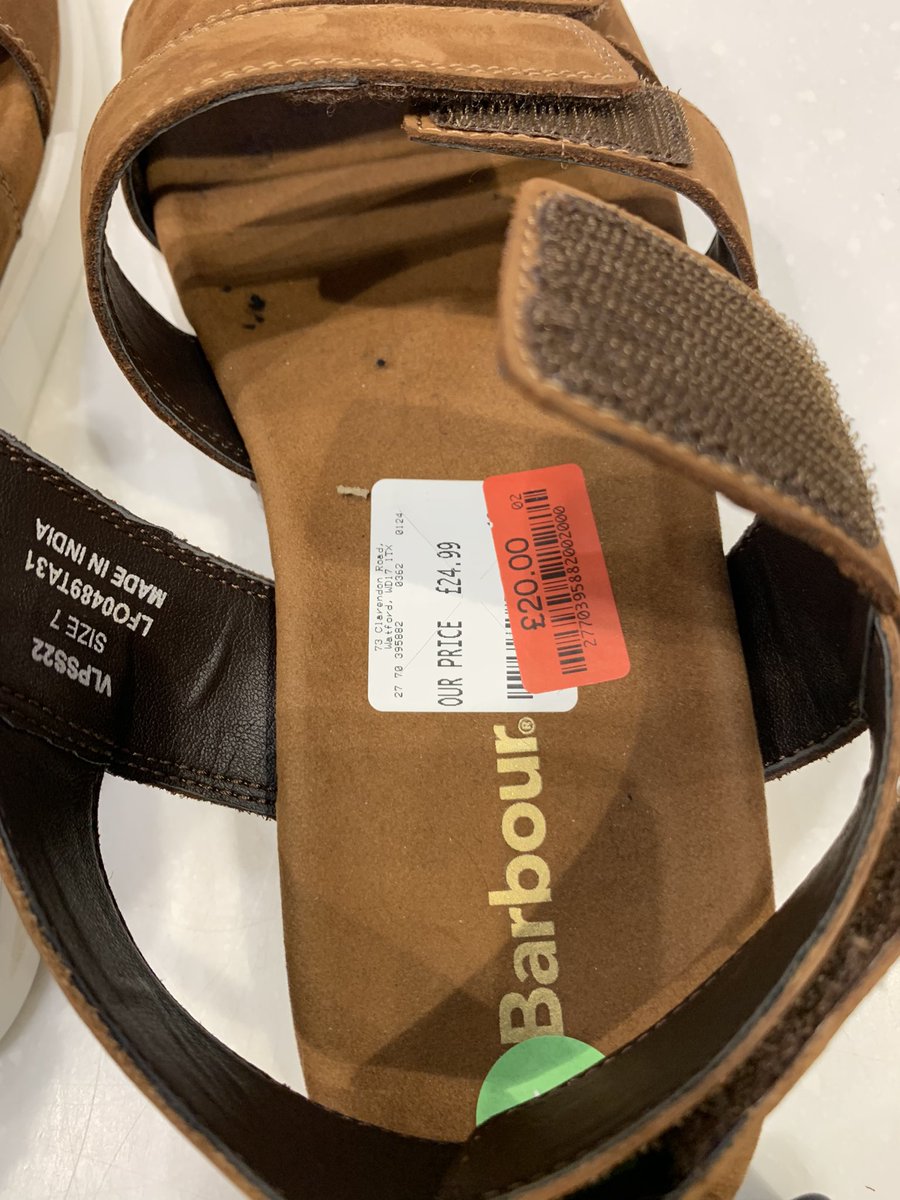 VLPSS22
SIZE 7
LFO0489TA31
MADE IN INDIA
73 Clarendon Road,
Watford, WD17 1TX
27 70 395882 0362 0124
OUR PRICE £24.99
02
£20.00
2770395882002000
Barbour®